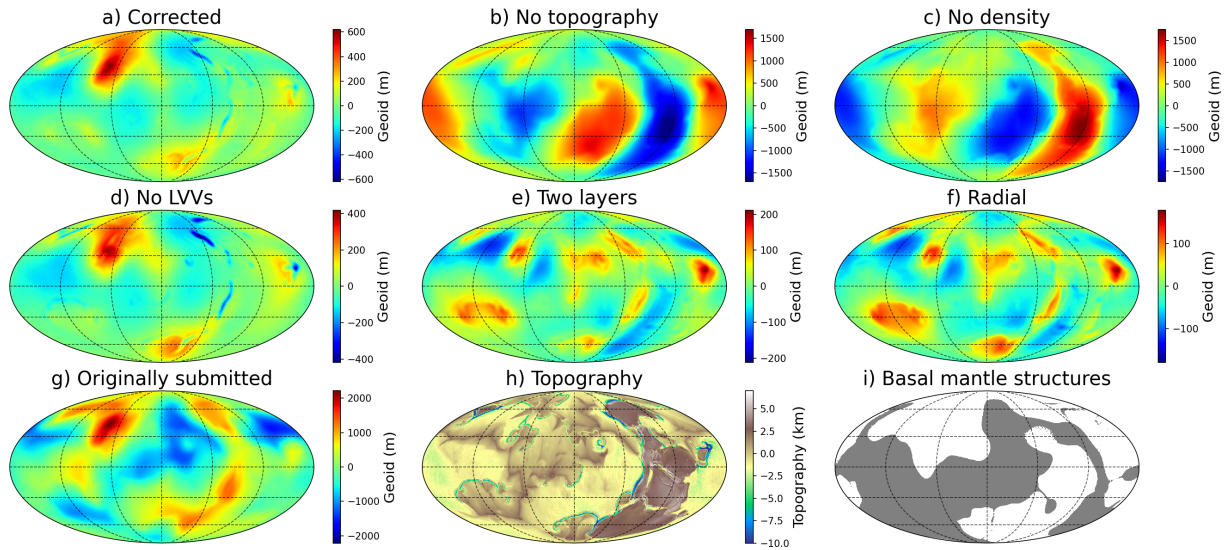 a) Corrected
b) No topography
c) No density
600
400
200
0
−200
−400
−600
Geoid (m)
1500
1000
500
0
−500
−1000
−1500
Geoid (m)
1500
1000
500
0
−500
−1000
−1500
Geoid (m)
d) No LVVs
e) Two layers
f) Radial
400
200
0
−200
−400
Geoid (m)
200
100
0
−100
−200
Geoid (m)
100
0
−100
Geoid (m)
g) Originally submitted
h) Topography
i) Basal mantle structures
2000
1000
0
−1000
−2000
Geoid (m)
5.0
2.5
0.0
−2.5
−5.0
−7.5
−10.0
Topography (km)